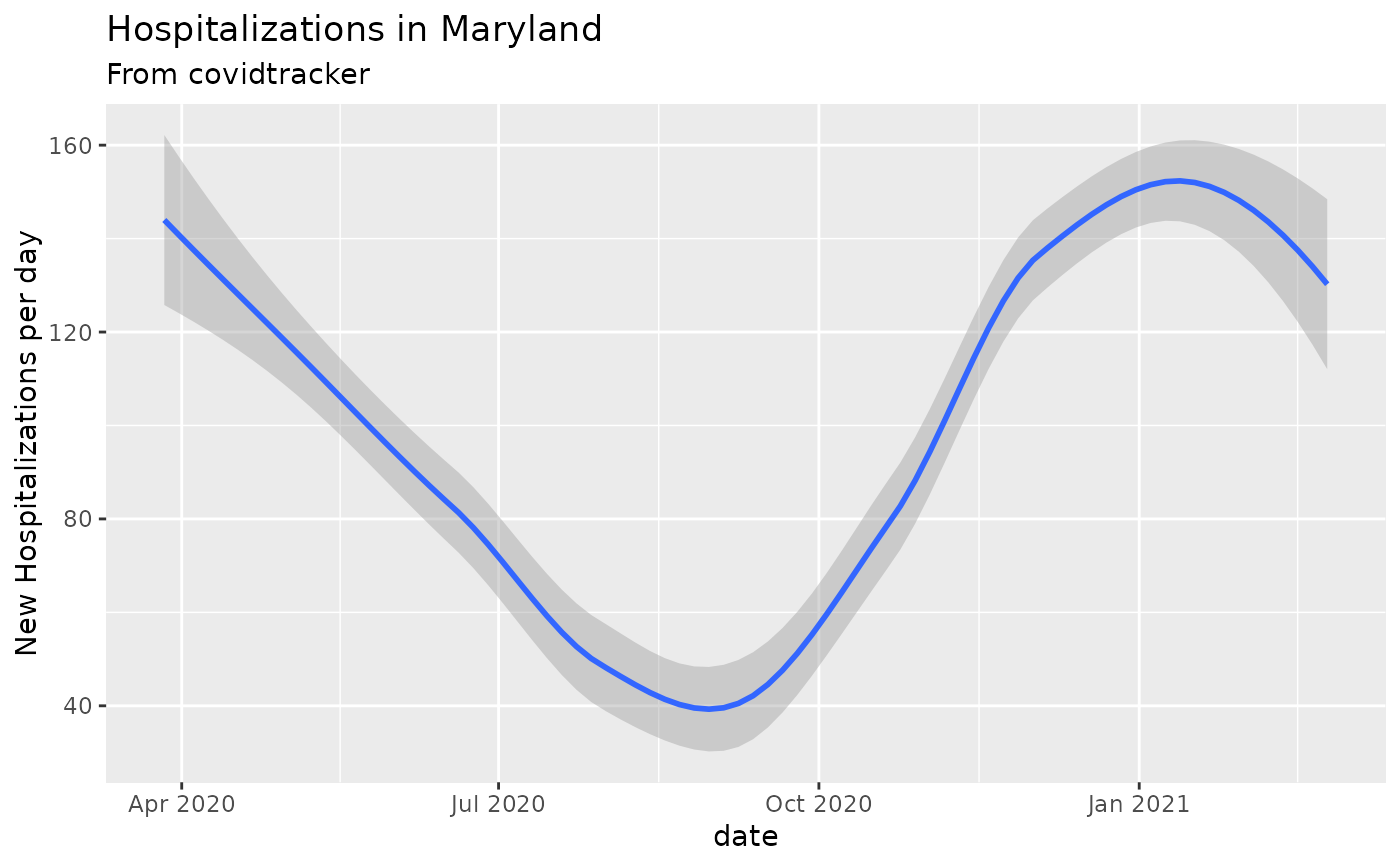 Hospitalizations in Maryland
From covidtracker
New Hospitalizations per day
160
120
80
40
Apr 2020
Jul 2020
Oct 2020
Jan 2021
date